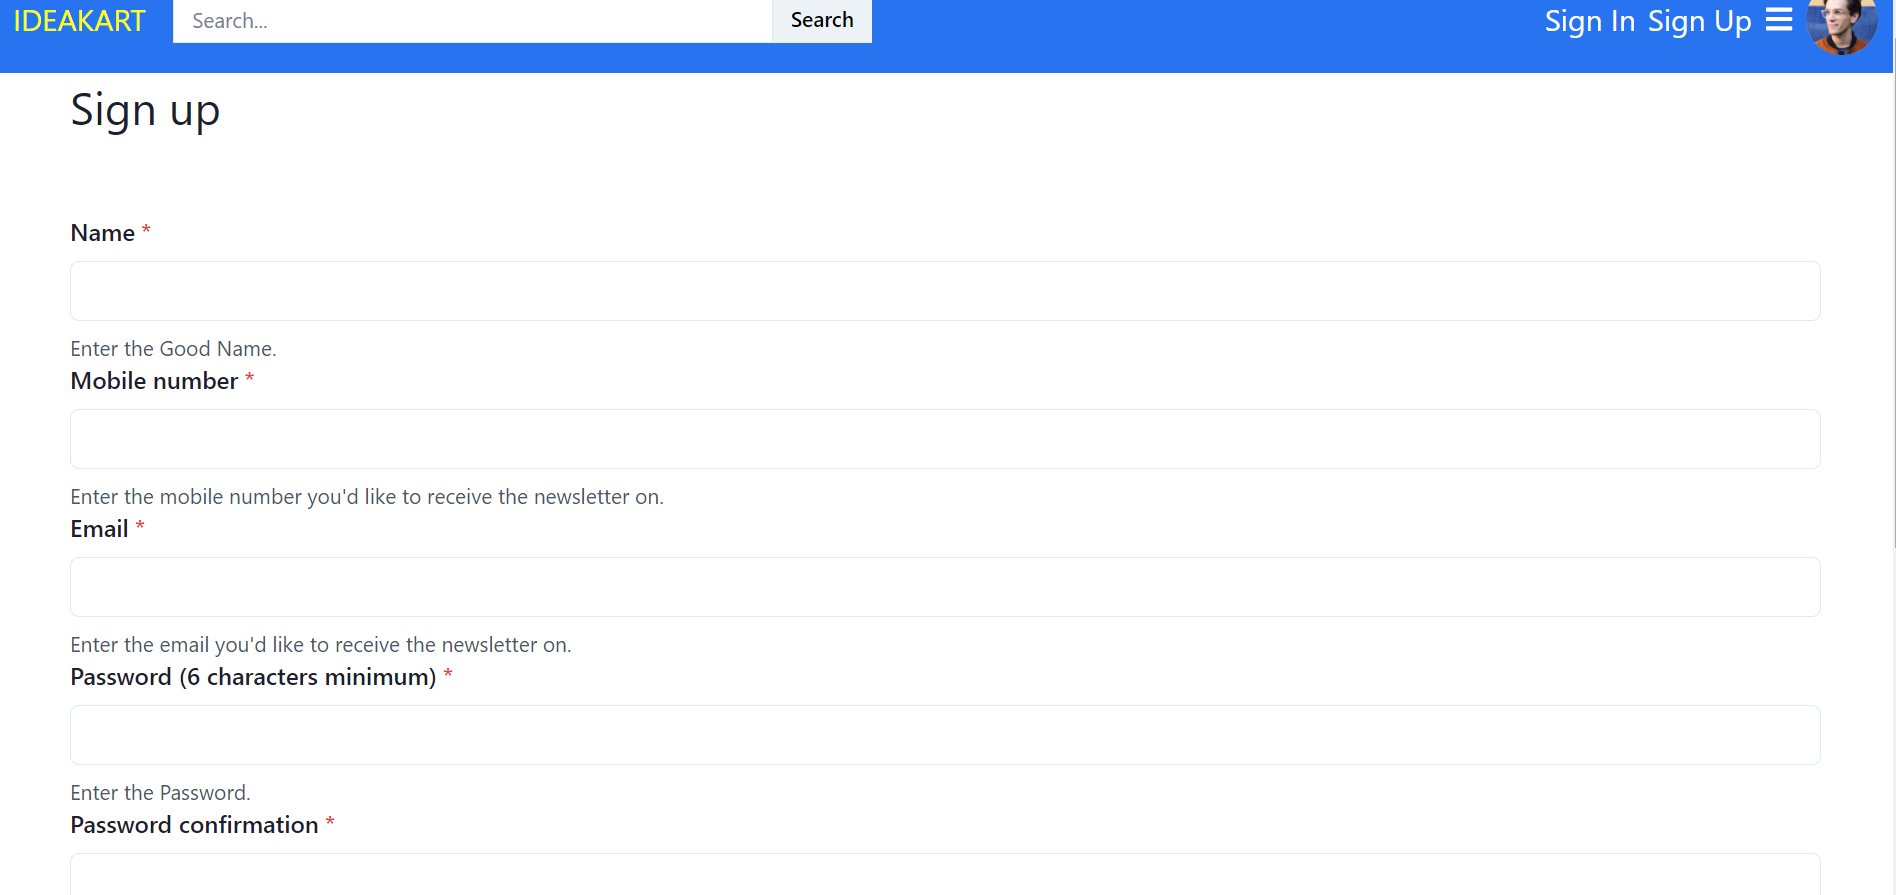 IDEAKART Search... Search Sign In Sign Up
Sign up
Name *
Enter the Good Name.
Mobile number *
Enter the mobile number you'd like to receive the newsletter on.
Email *
Enter the email you'd like to receive the newsletter on.
Password (6 characters minimum) *
Enter the Password.
Password confirmation *